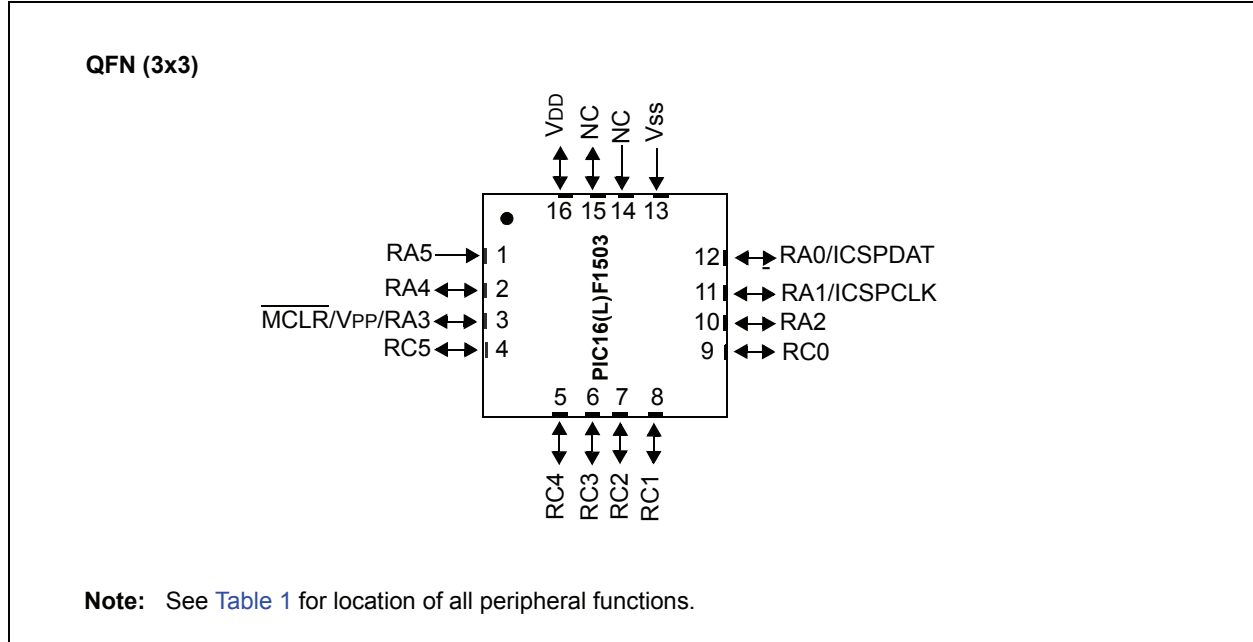 QFN (3x3)
VDD
NC
NC
Vss
16 15 14 13
RA5 1
RA4 2
MCLR/VPP/RA3 3
RC5 4
PIC16(L)F1503
12 RA0/ICSPDAT
11 RA1/ICSPCLK
10 RA2
9 RC0
5 6 7 8
RC4
RC3
RC2
RC1
Note: See Table 1 for location of all peripheral functions.